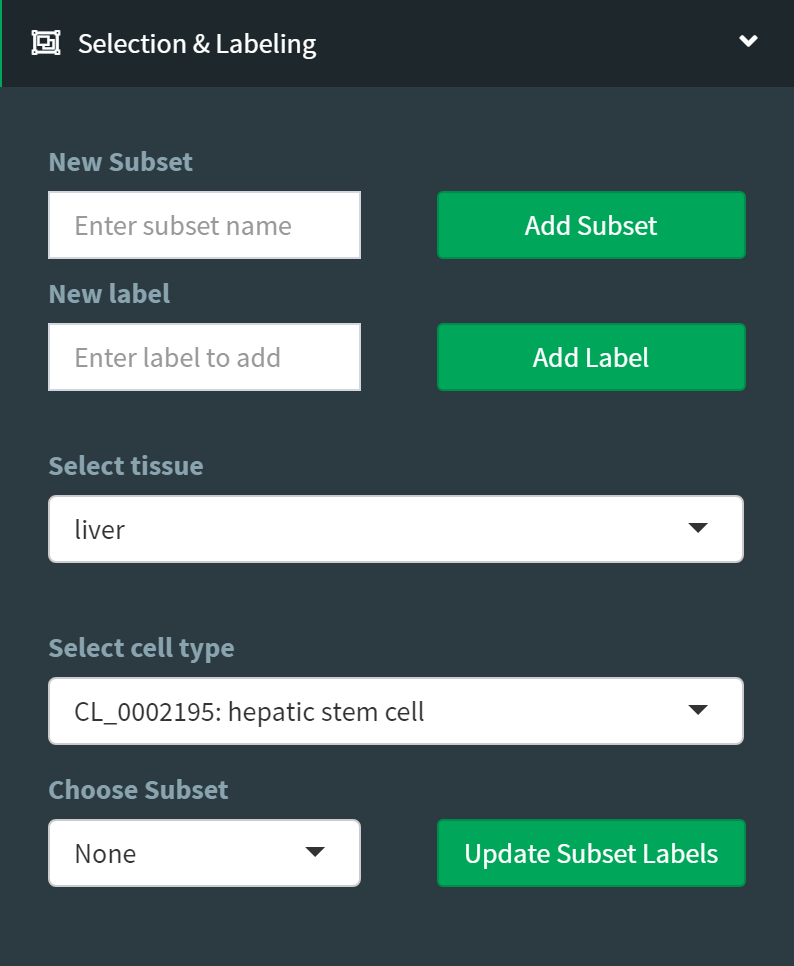 Selection & Labeling
New Subset
Enter subset name
Add Subset
New label
Enter label to add
Add Label
Select tissue
liver
Select cell type
CL_0002195: hepatic stem cell
Choose Subset
None
Update Subset Labels